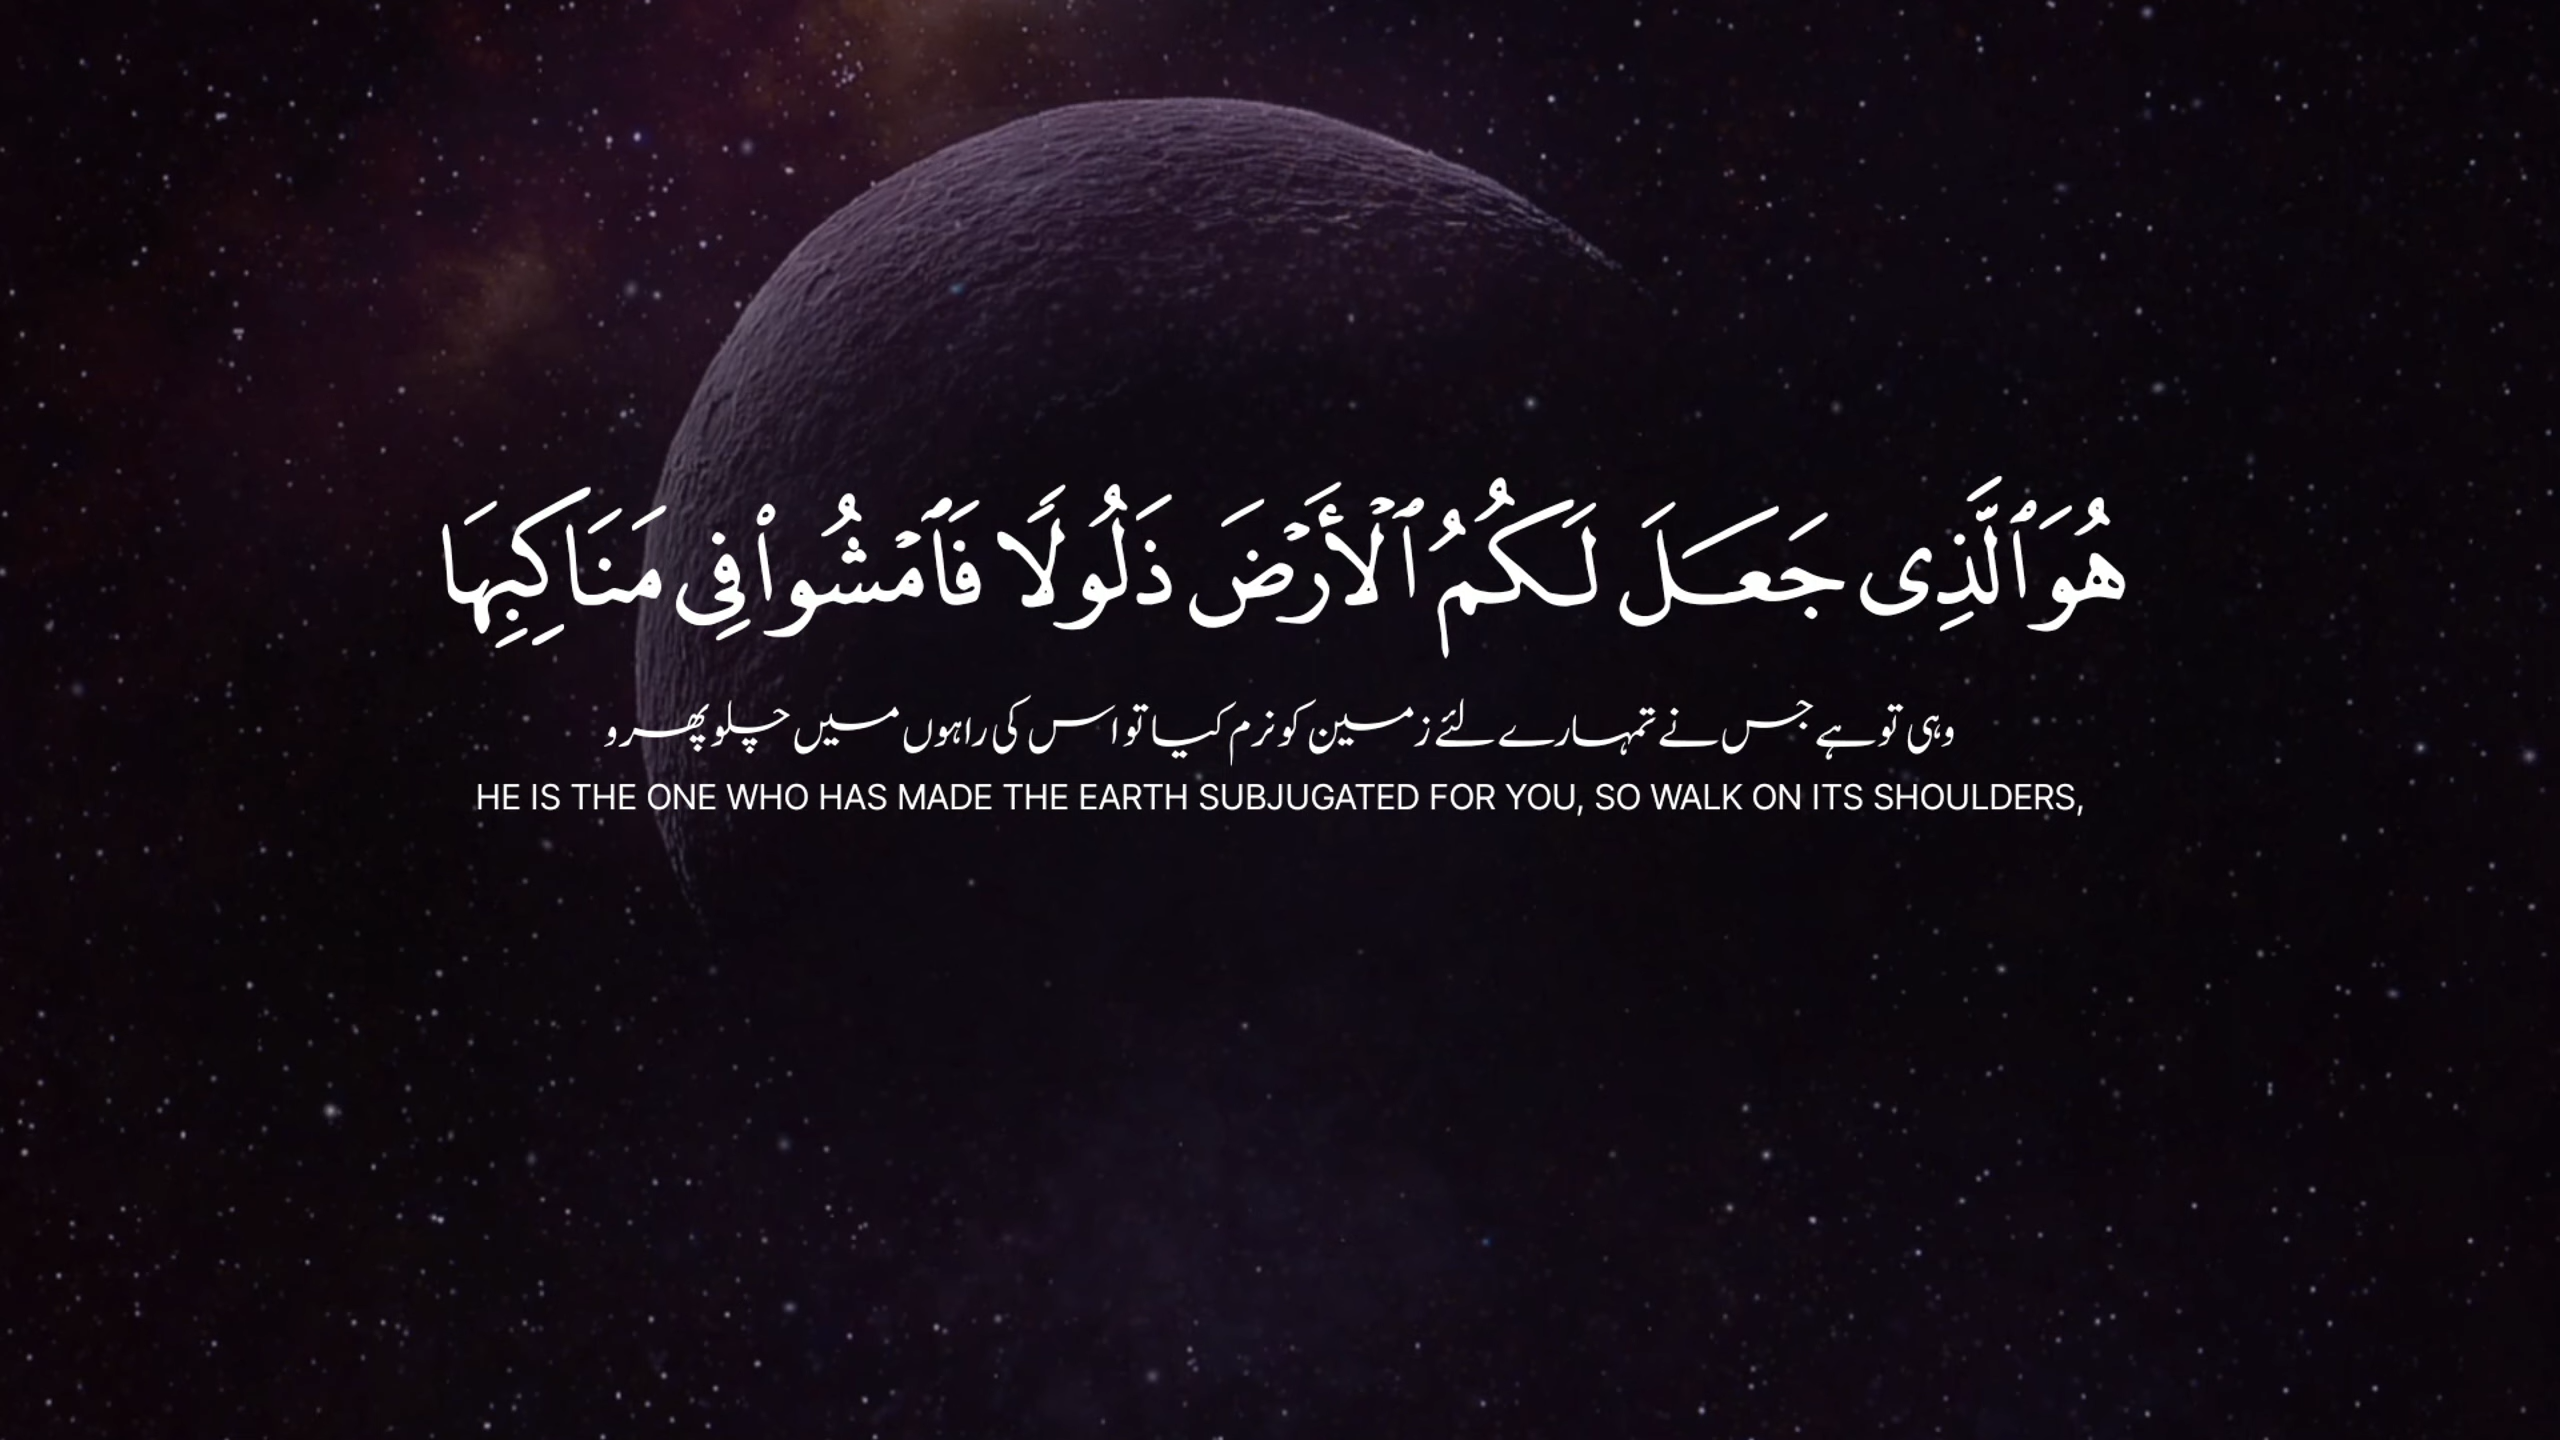 هُوَ ٱلَّذِى جَعَلَ لَكُمُ ٱلْأَرْضَ ذَلُولًا فَٱمْشُوا۟ فِى مَنَاكِبِهَا
وہی تو ہے جس نے تمہارے لئے زمین کو نرم کیا تو اس کی راہوں میں چلو پھرو
HE IS THE ONE WHO HAS MADE THE EARTH SUBJUGATED FOR YOU, SO WALK ON ITS SHOULDERS,